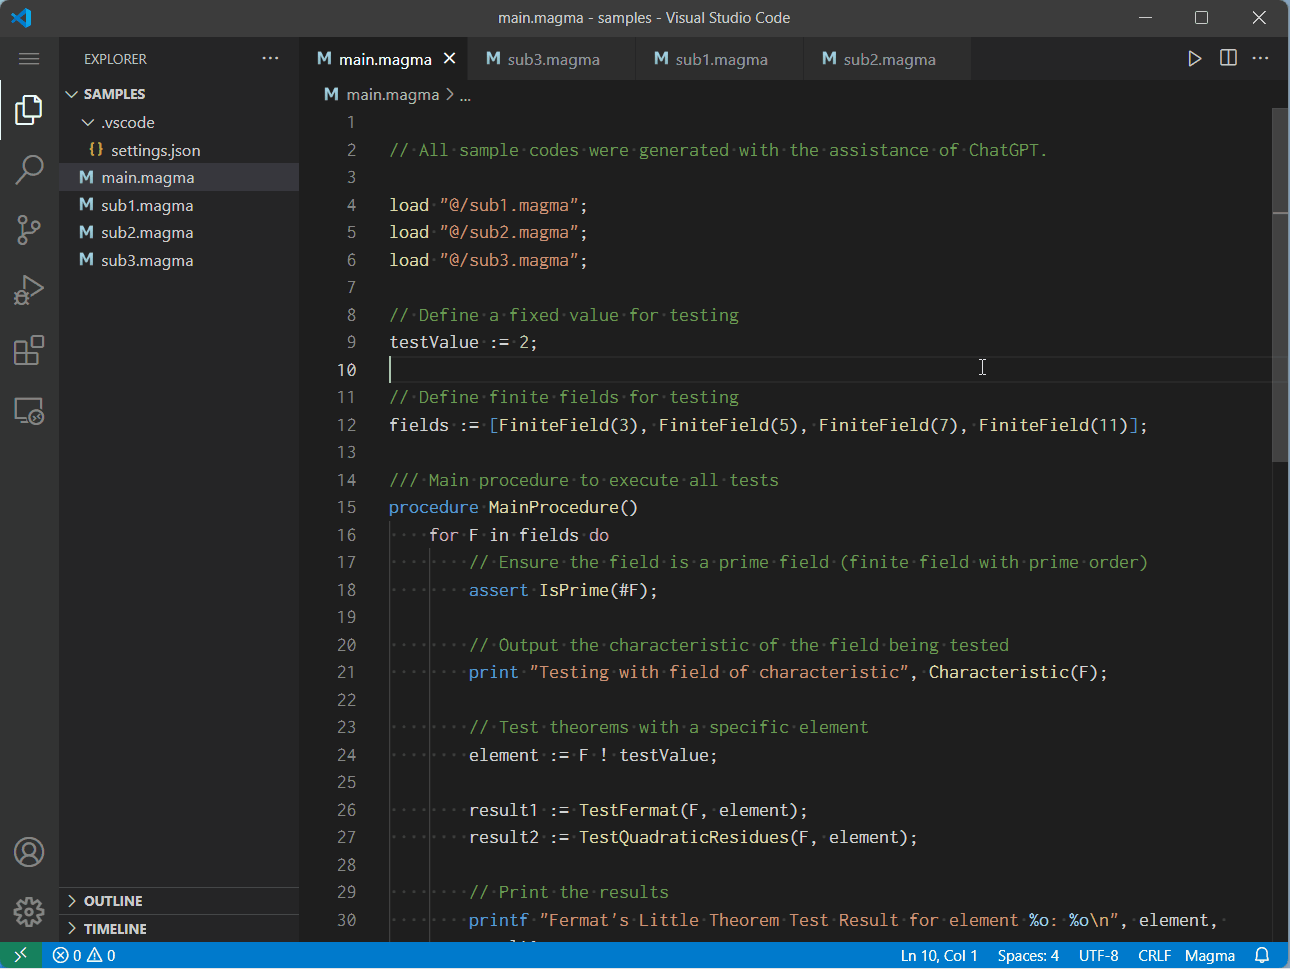 main.magma - samples - Visual Studio Code
EXPLORER
SAMPLES
.vscode
{} settings.json
M main.magma
M sub1.magma
M sub2.magma
M sub3.magma
OUTLINE
TIMELINE
M main.magma
M sub3.magma
M sub1.magma
M sub2.magma
M main.magma > ...
1
2 // All sample codes were generated with the assistance of ChatGPT.
3
4 load "@/sub1.magma";
5 load "@/sub2.magma";
6 load "@/sub3.magma";
7
8 // Define a fixed value for testing
9 testValue := 2;
10
11 // Define finite fields for testing
12 fields := [FiniteField(3), FiniteField(5), FiniteField(7), FiniteField(11)];
13
14 /// Main procedure to execute all tests
15 procedure MainProcedure()
16 for F in fields do
17 // Ensure the field is a prime field (finite field with prime order)
18 assert IsPrime(#F);
19
20 // Output the characteristic of the field being tested
21 print "Testing with field of characteristic", Characteristic(F);
22
23 // Test theorems with a specific element
24 element := F ! testValue;
25
26 result1 := TestFermat(F, element);
27 result2 := TestQuadraticResidues(F, element);
28
29 // Print the results
30 printf "Fermat's Little Theorem Test Result for element %o: %o\n", element,
0 0
Ln 10, Col 1
Spaces: 4
UTF-8
CRLF
Magma